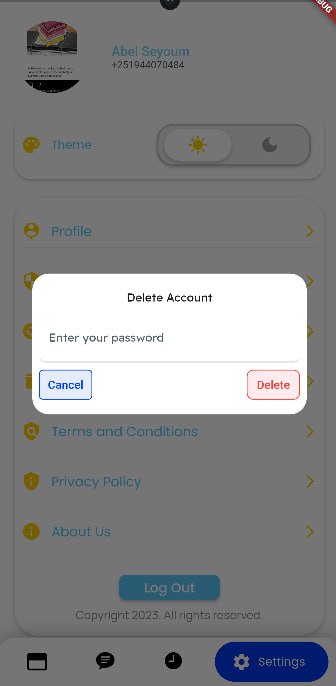 Abel Seyoum
+251944070484
Theme
Profile
Delete Account
Enter your password
Cancel
Delete
Terms and Conditions
Privacy Policy
About Us
Log Out
Copyright 2023. All rights reserved.
Settings